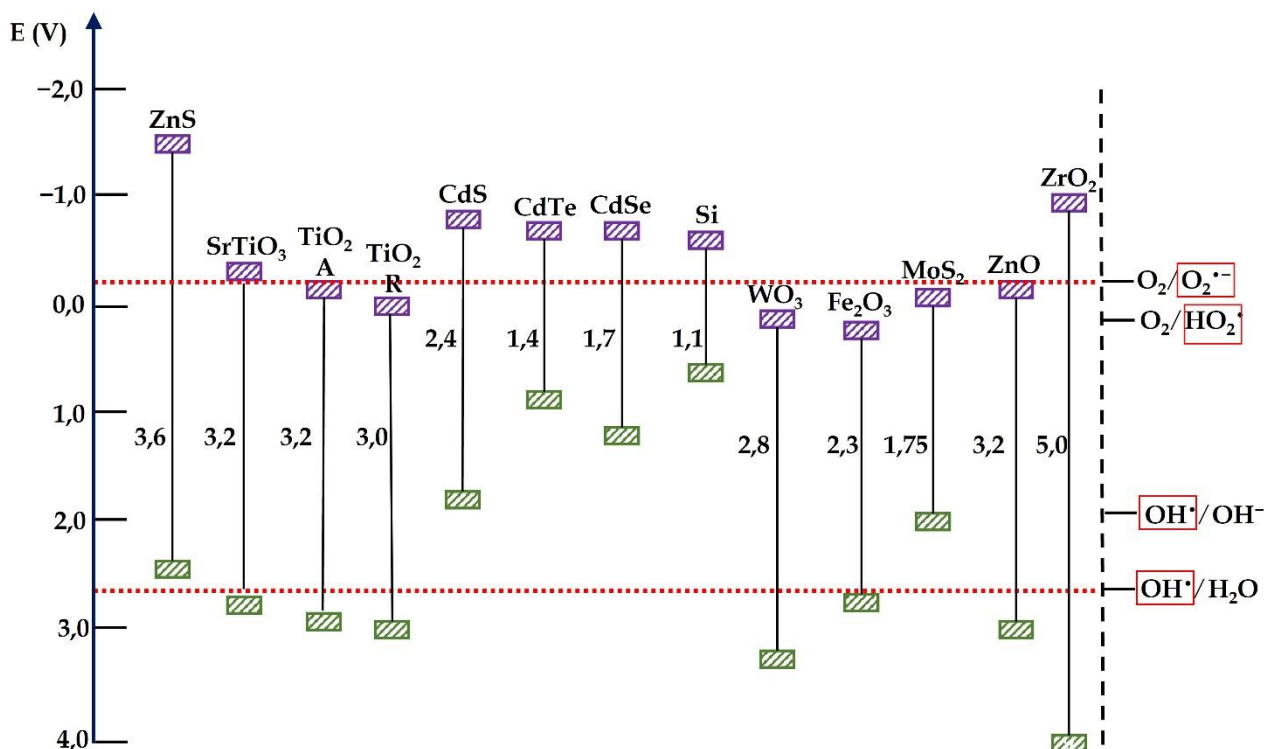 E (V)
−2,0
−1,0
0,0
1,0
2,0
3,0
4,0
ZnS
SrTiO₃
TiO₂
A
TiO₂
R
CdS
CdTe
CdSe
Si
WO₃
Fe₂O₃
MoS₂
ZnO
ZrO₂
3,6
3,2
3,2
3,0
2,4
1,4
1,7
1,1
2,8
2,3
1,75
3,2
5,0
O₂/O₂•−
O₂/HO₂•
OH•/OH⁻
OH•/H₂O